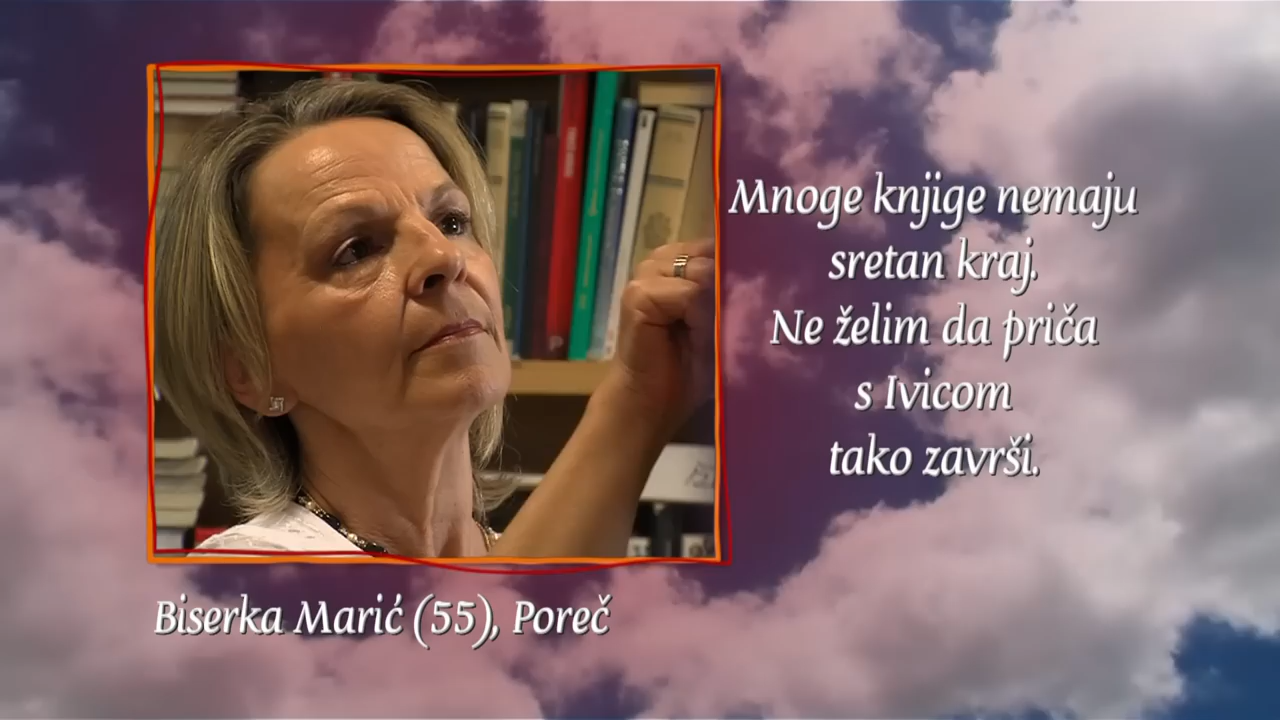 Mnoge knjige nemaju
sretan kraj.
Ne želim da priča
s Ivicom
tako završi.
Biserka Marić (55), Poreč